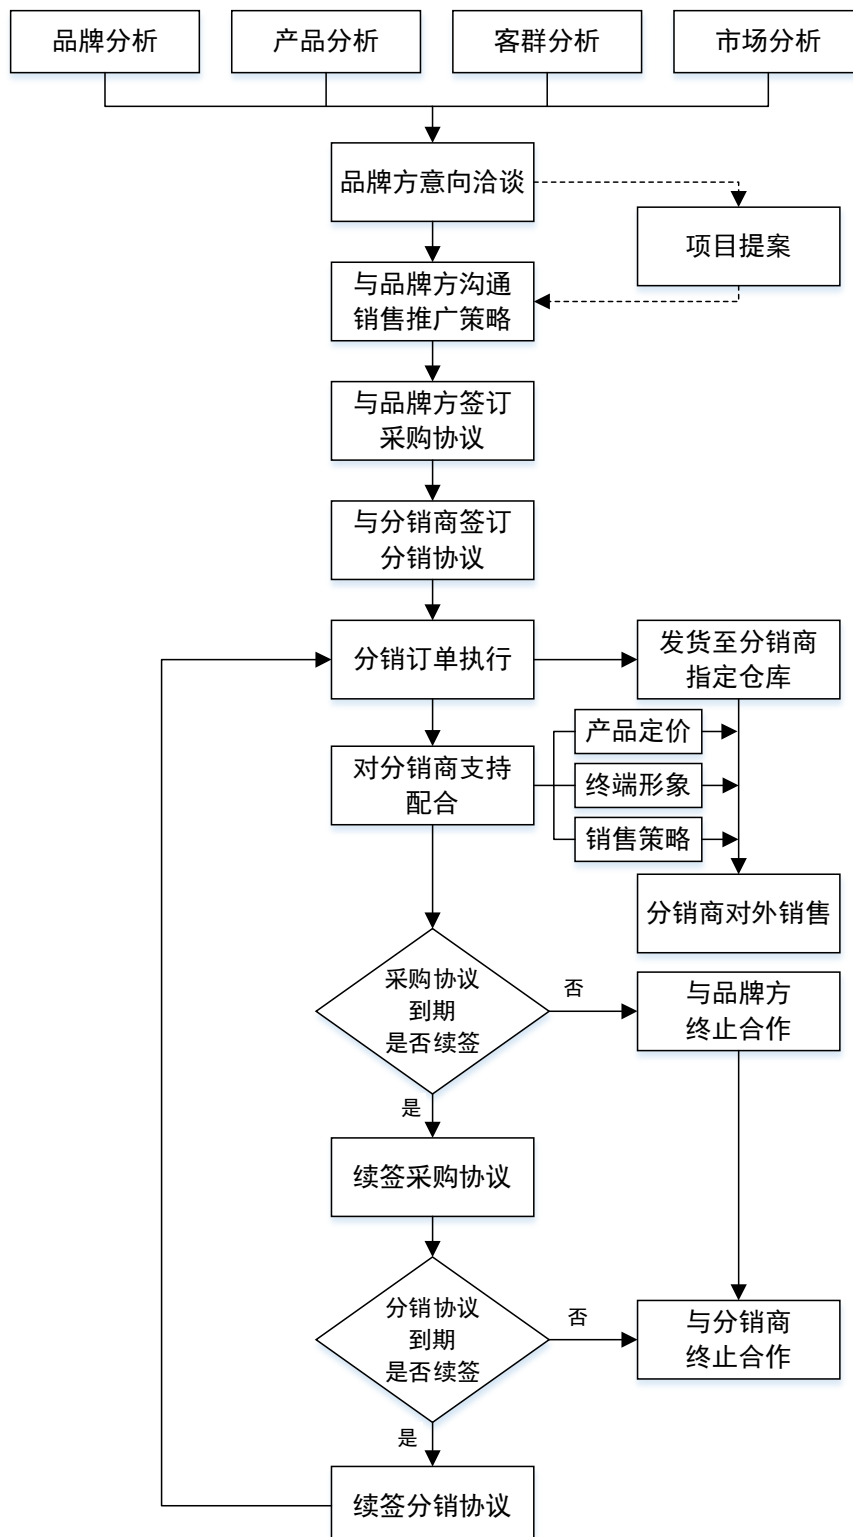 品牌分析
产品分析
客群分析
市场分析
品牌方意向洽谈
项目提案
与品牌方沟通
销售推广策略
与品牌方签订
采购协议
与分销商签订
分销协议
分销订单执行
发货至分销商
指定仓库
对分销商支持
配合
产品定价
终端形象
销售策略
分销商对外销售
采购协议
到期
是否续签
否
与品牌方
终止合作
是
续签采购协议
分销协议
到期
是否续签
否
与分销商
终止合作
是
续签分销协议